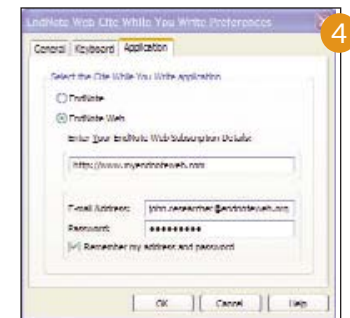 EndNote Web Cite While You Write Preferences
4
General Keyboard Application
Select the Cite While You Write application
EndNote
EndNote Web
Enter Your EndNote Web Subscription Details:
http://www.myendnoteweb.com
E-mail Address: john.researcher@endnoteweb.org
Password: *********
Remember my address and password
OK Cancel Help